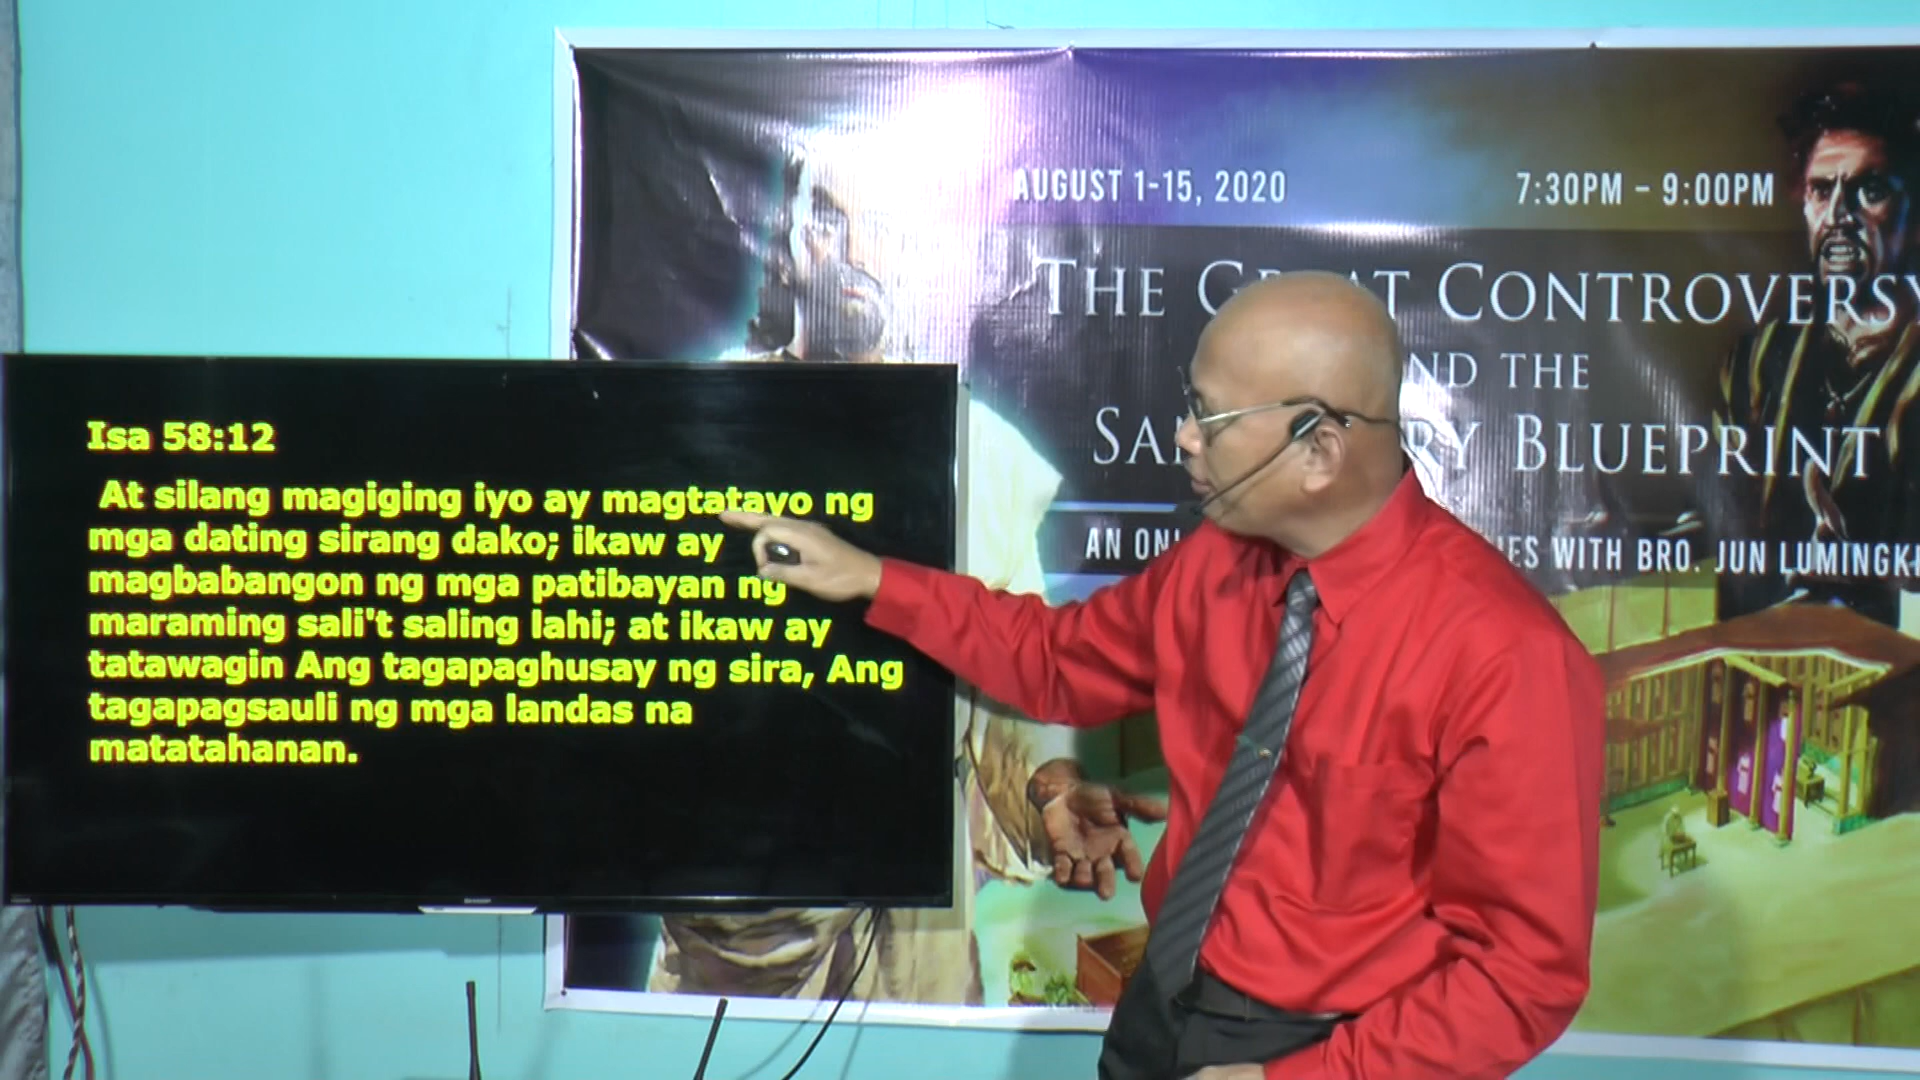 Isa 58:12
At silang magiging iyo ay magtatayo ng
mga dating sirang dako; ikaw ay
magbabangon ng mga patibayan ng
maraming sali't saling lahi; at ikaw ay
tatawagin Ang tagapaghusay ng sira, Ang
tagapagsauli ng mga landas na
matatahanan.
AUGUST 1-15, 2020
7:30PM – 9:00PM
THE CONTROVERSY
THE
BLUEPRINT
AN
WITH BRO. JUN